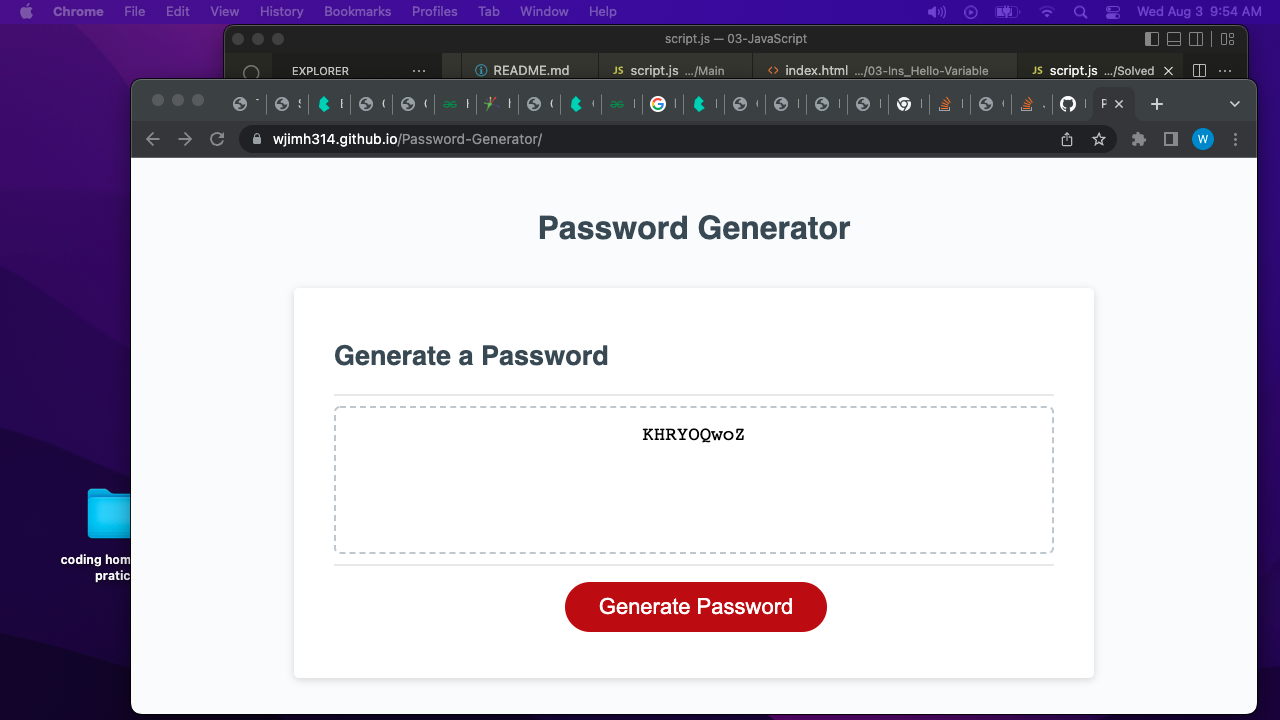 Chrome File Edit View History Bookmarks Profiles Tab Window Help Wed Aug 3 9:54 AM
script.js — 03-JavaScript
EXPLORER ... README.md JS script.js .../Main <> index.html .../03-Ins_Hello-Variable JS script.js .../Solved
wjimh314.github.io/Password-Generator/ W
Password Generator
Generate a Password
KHRYOQwoZ
Generate Password
coding hom
pratic